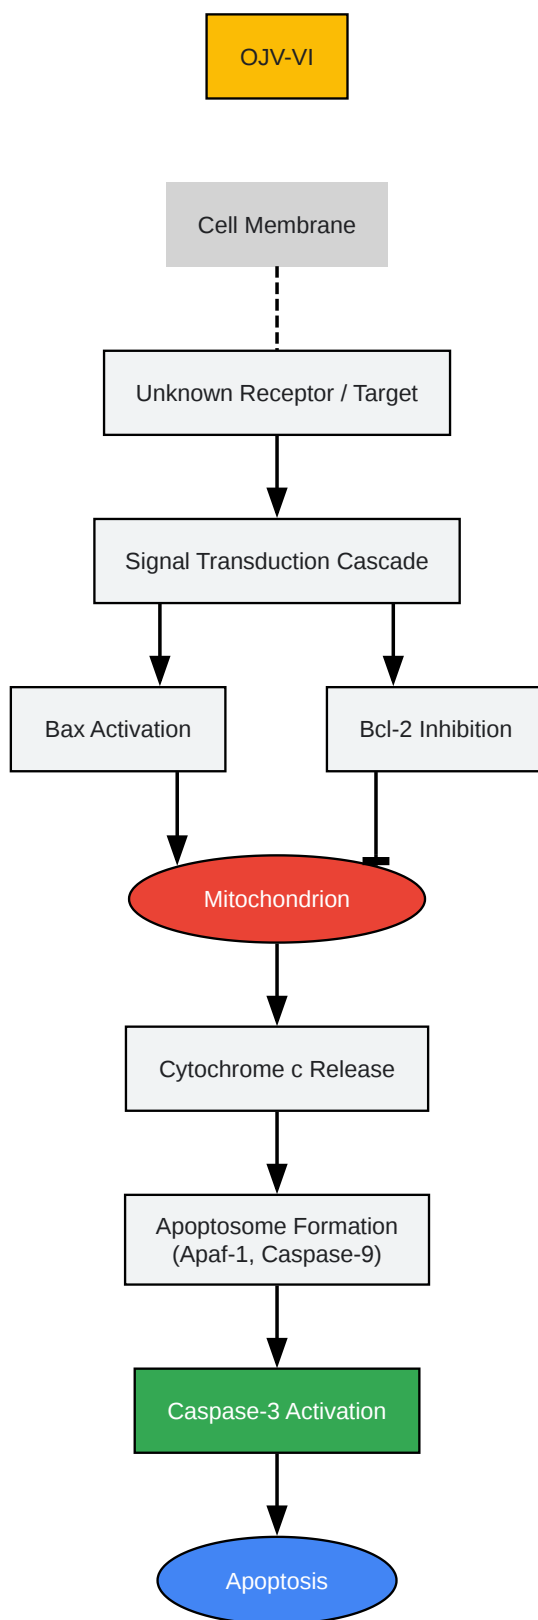 OJV-VI
Cell Membrane
Unknown Receptor / Target
Signal Transduction Cascade
Bax Activation
Bcl-2 Inhibition
Mitochondrion
Cytochrome c Release
Apoptosome Formation
(Apaf-1, Caspase-9)
Caspase-3 Activation
Apoptosis